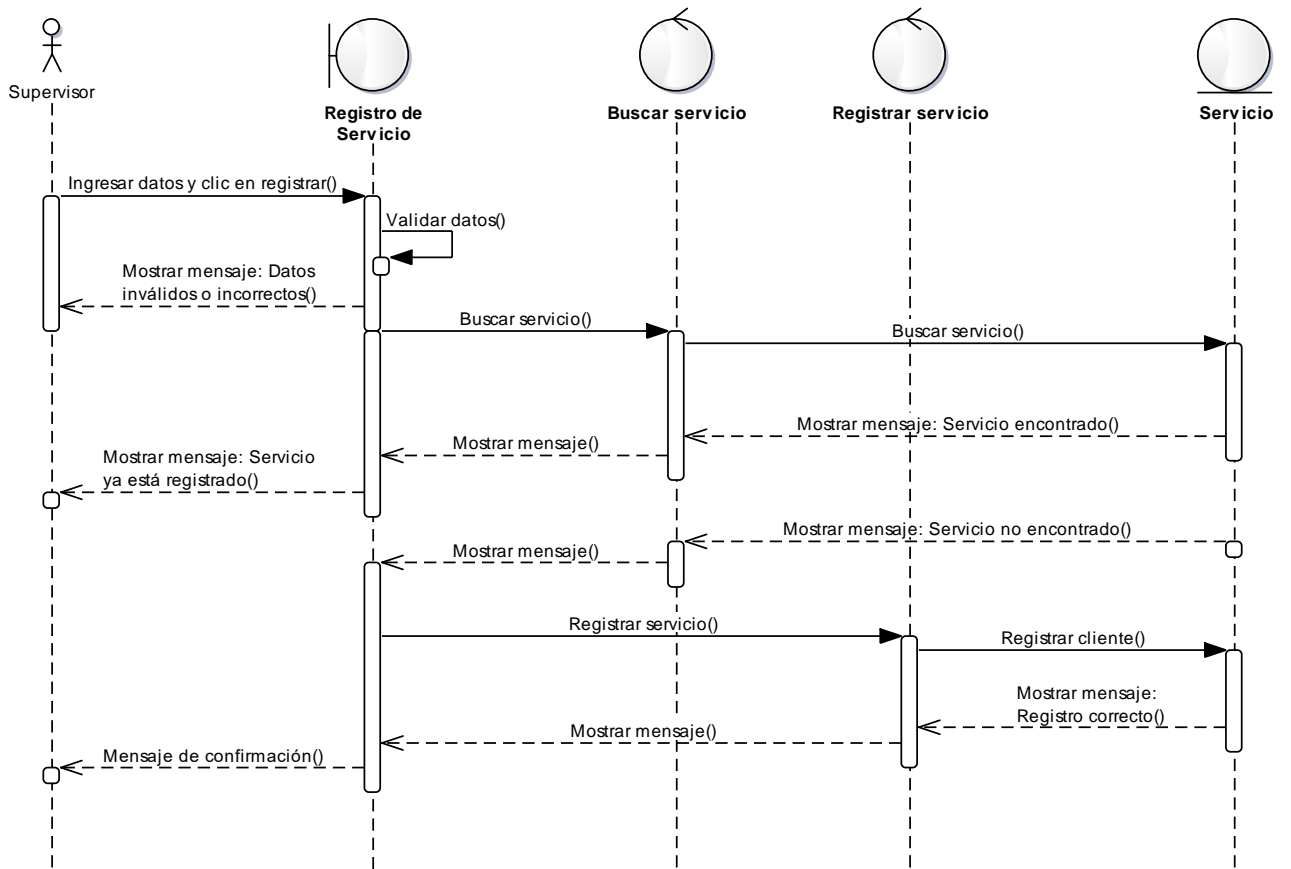 Supervisor
Registro de
Servicio
Buscar servicio
Registrar servicio
Servicio
Ingresar datos y clic en registrar()
Validar datos()
Mostrar mensaje: Datos
inválidos o incorrectos()
Buscar servicio()
Buscar servicio()
Mostrar mensaje: Servicio encontrado()
Mostrar mensaje()
Mostrar mensaje: Servicio
ya está registrado()
Mostrar mensaje: Servicio no encontrado()
Mostrar mensaje()
Registrar servicio()
Registrar cliente()
Mostrar mensaje:
Registro correcto()
Mostrar mensaje()
Mensaje de confirmación()